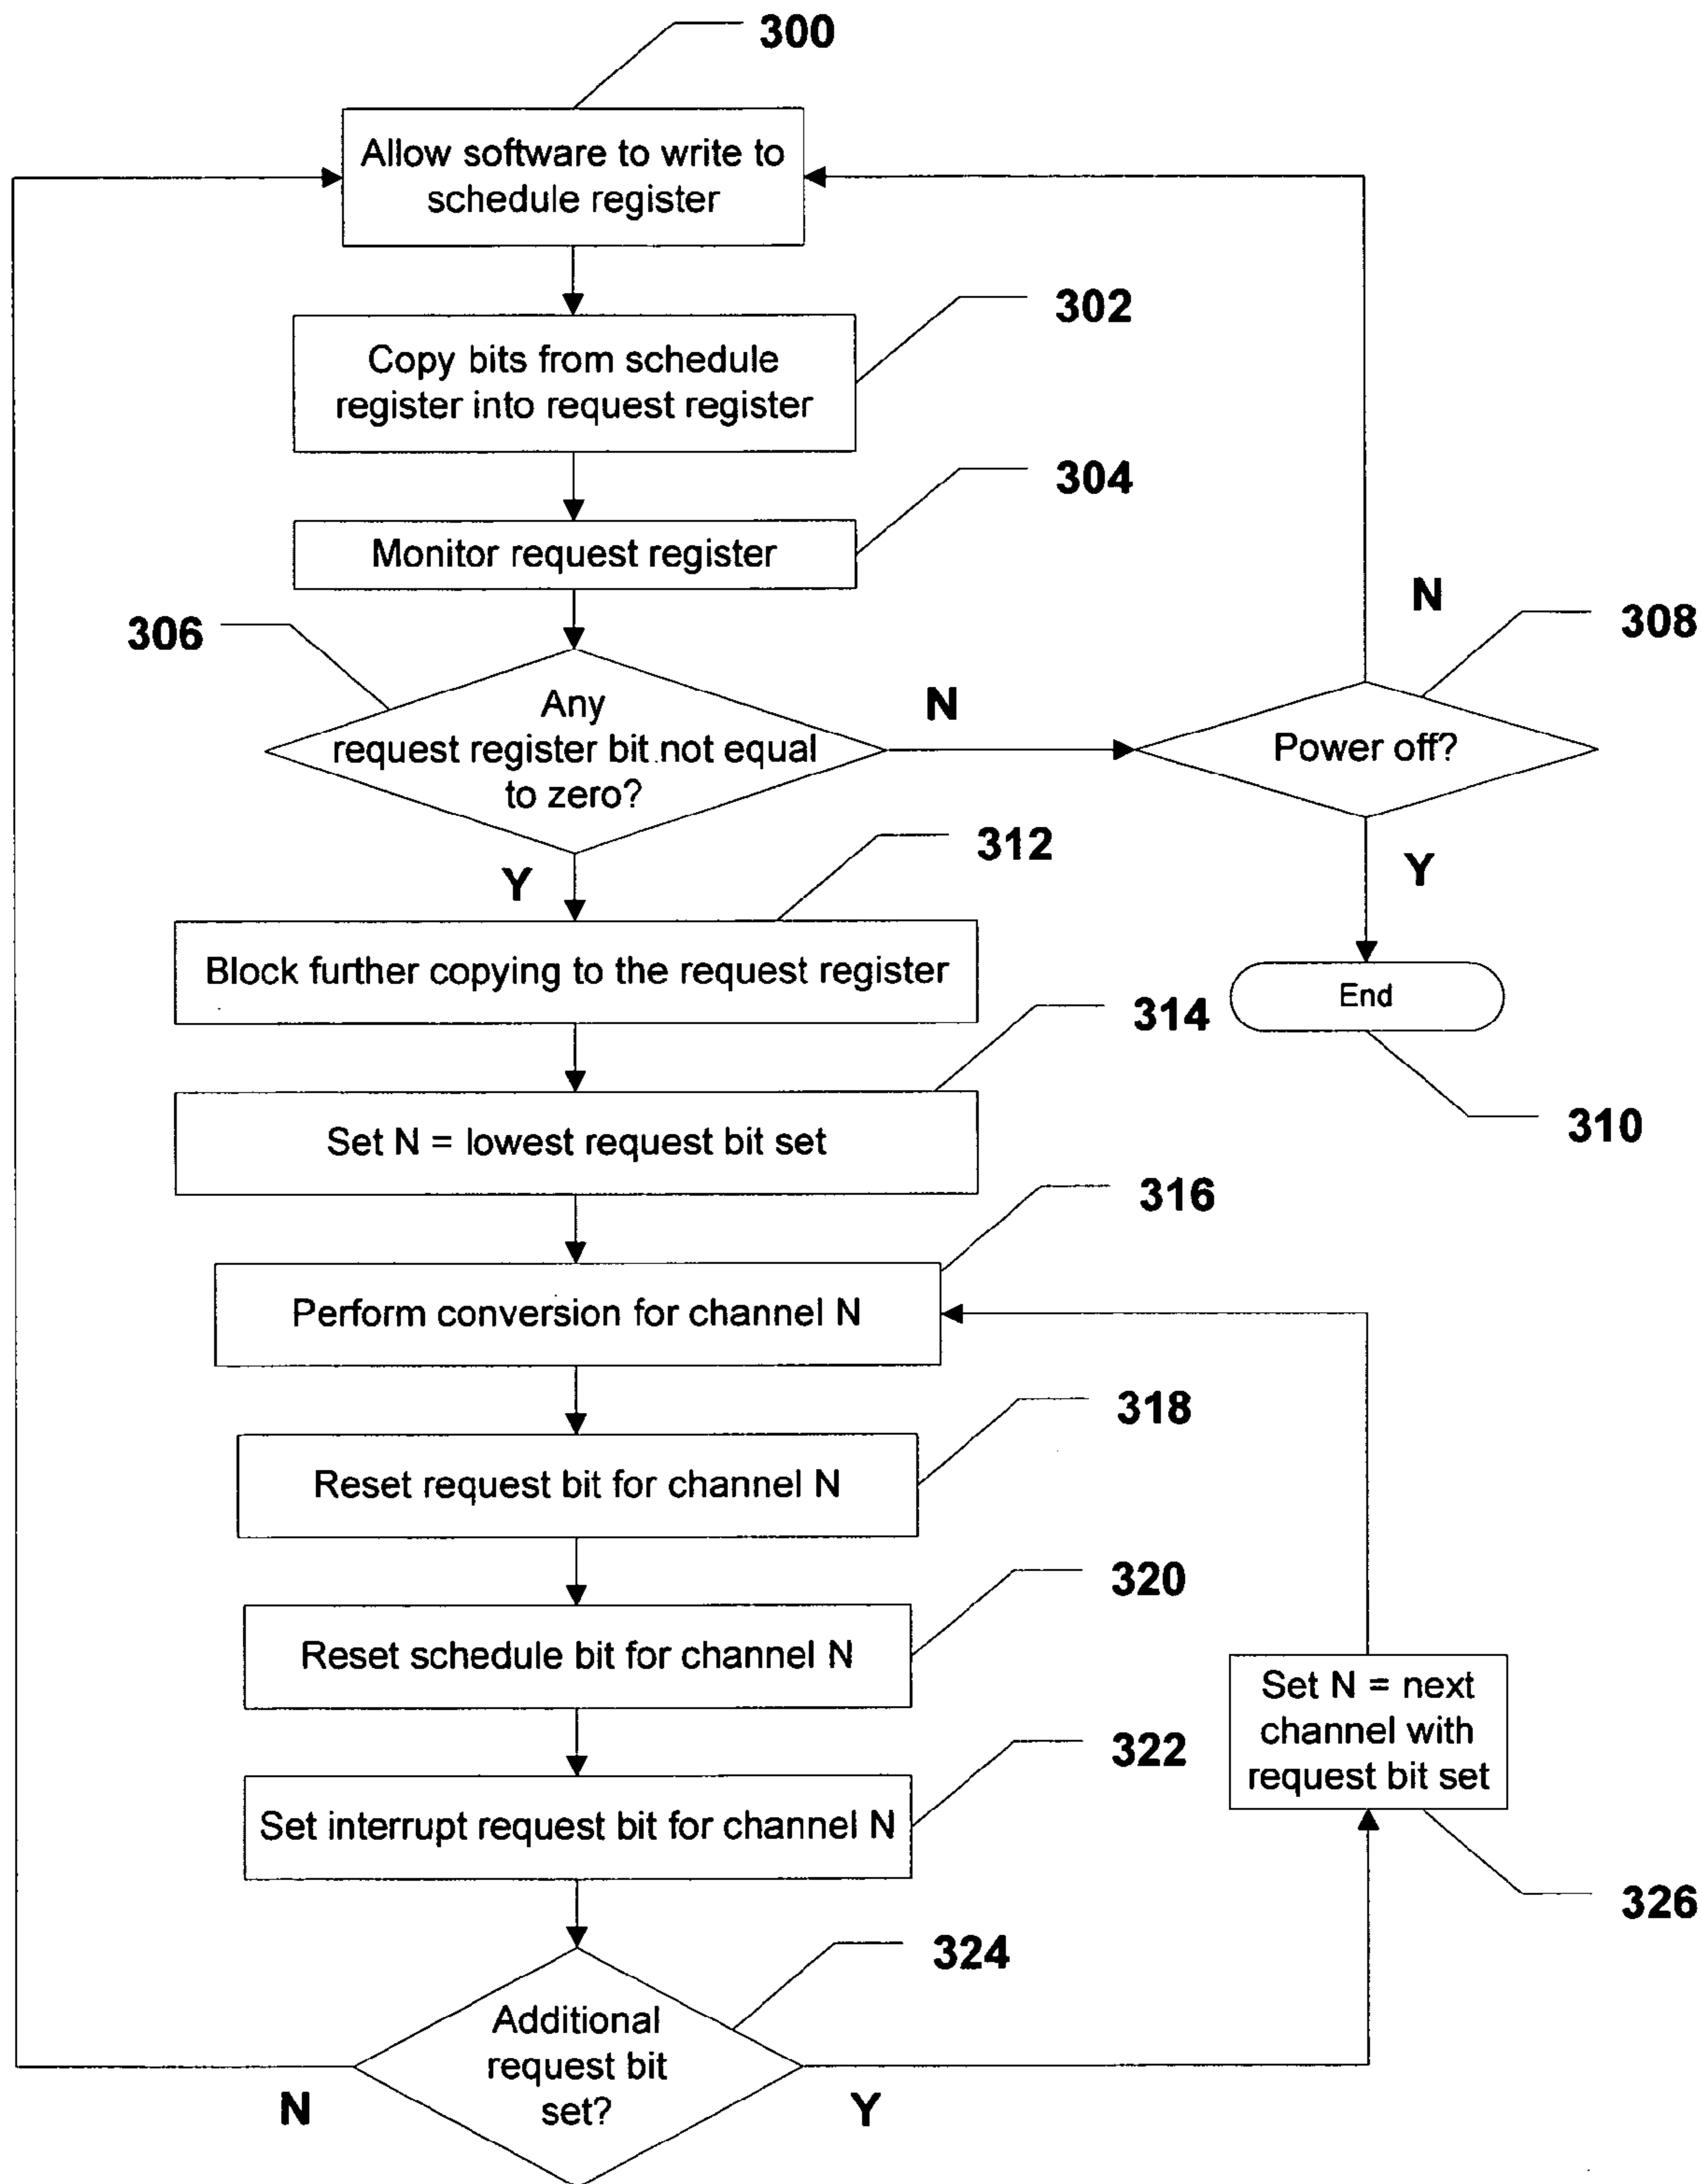 300
Allow software to write to
schedule register
302
Copy bits from schedule
register into request register
304
Monitor request register
306
Any
request register bit not equal
to zero?
N
N
308
Power off?
Y
312
Y
Block further copying to the request register
End
314
310
Set N = lowest request bit set
316
Perform conversion for channel N
318
Reset request bit for channel N
320
Reset schedule bit for channel N
Set N = next
channel with
request bit set
322
Set interrupt request bit for channel N
326
324
Additional
request bit
set?
N
Y